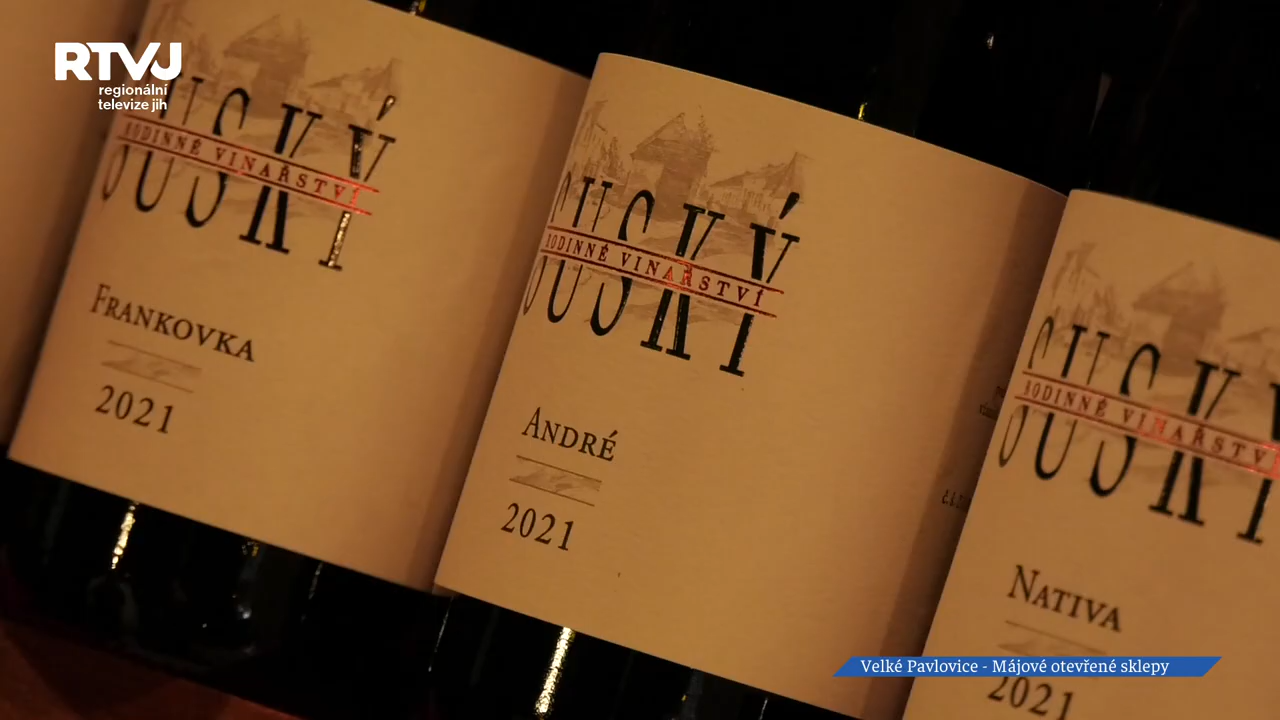 RTVJ
regionální
televize jih
SUSKÝ
RODINNÉ VINAŘSTVÍ
FRANKOVKA
2021
SUSKÝ
RODINNÉ VINAŘSTVÍ
ANDRÉ
2021
SUSKÝ
RODINNÉ VINAŘSTVÍ
NATIVA
2021
Velké Pavlovice - Májové otevřené sklepy